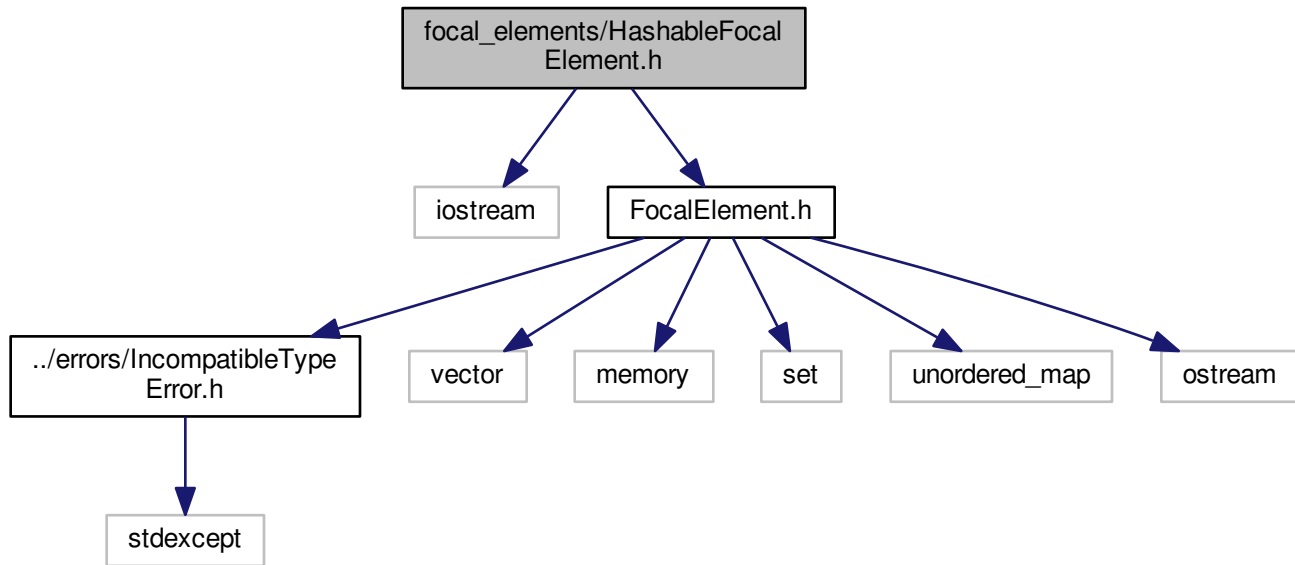 focal_elements/HashableFocal
Element.h
iostream
FocalElement.h
../errors/IncompatibleType
Error.h
vector
memory
set
unordered_map
ostream
stdexcept